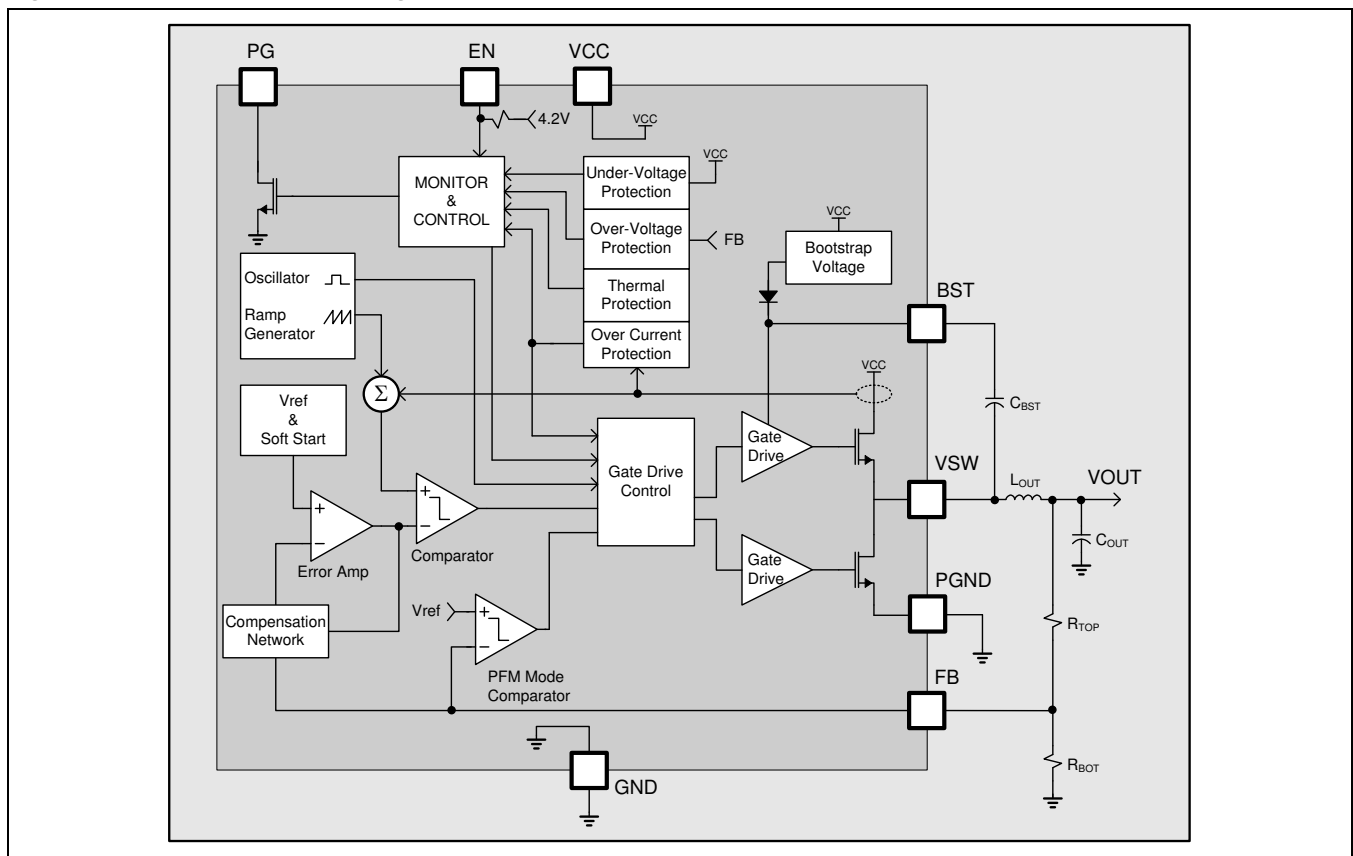 PG
EN
VCC
4.2V
VCC
MONITOR
&
CONTROL
Under-Voltage
Protection
VCC
Over-Voltage
Protection
FB
Thermal
Protection
Over Current
Protection
VCC
Bootstrap
Voltage
BST
Oscillator
Ramp
Generator
Σ
VCC
CBST
Vref
&
Soft Start
Gate Drive
Control
Gate
Drive
VSW
LOUT
VOUT
COUT
+
−
Error Amp
+
−
Comparator
Gate
Drive
PGND
RTOP
Compensation
Network
Vref
+
−
PFM Mode
Comparator
FB
RBOT
GND